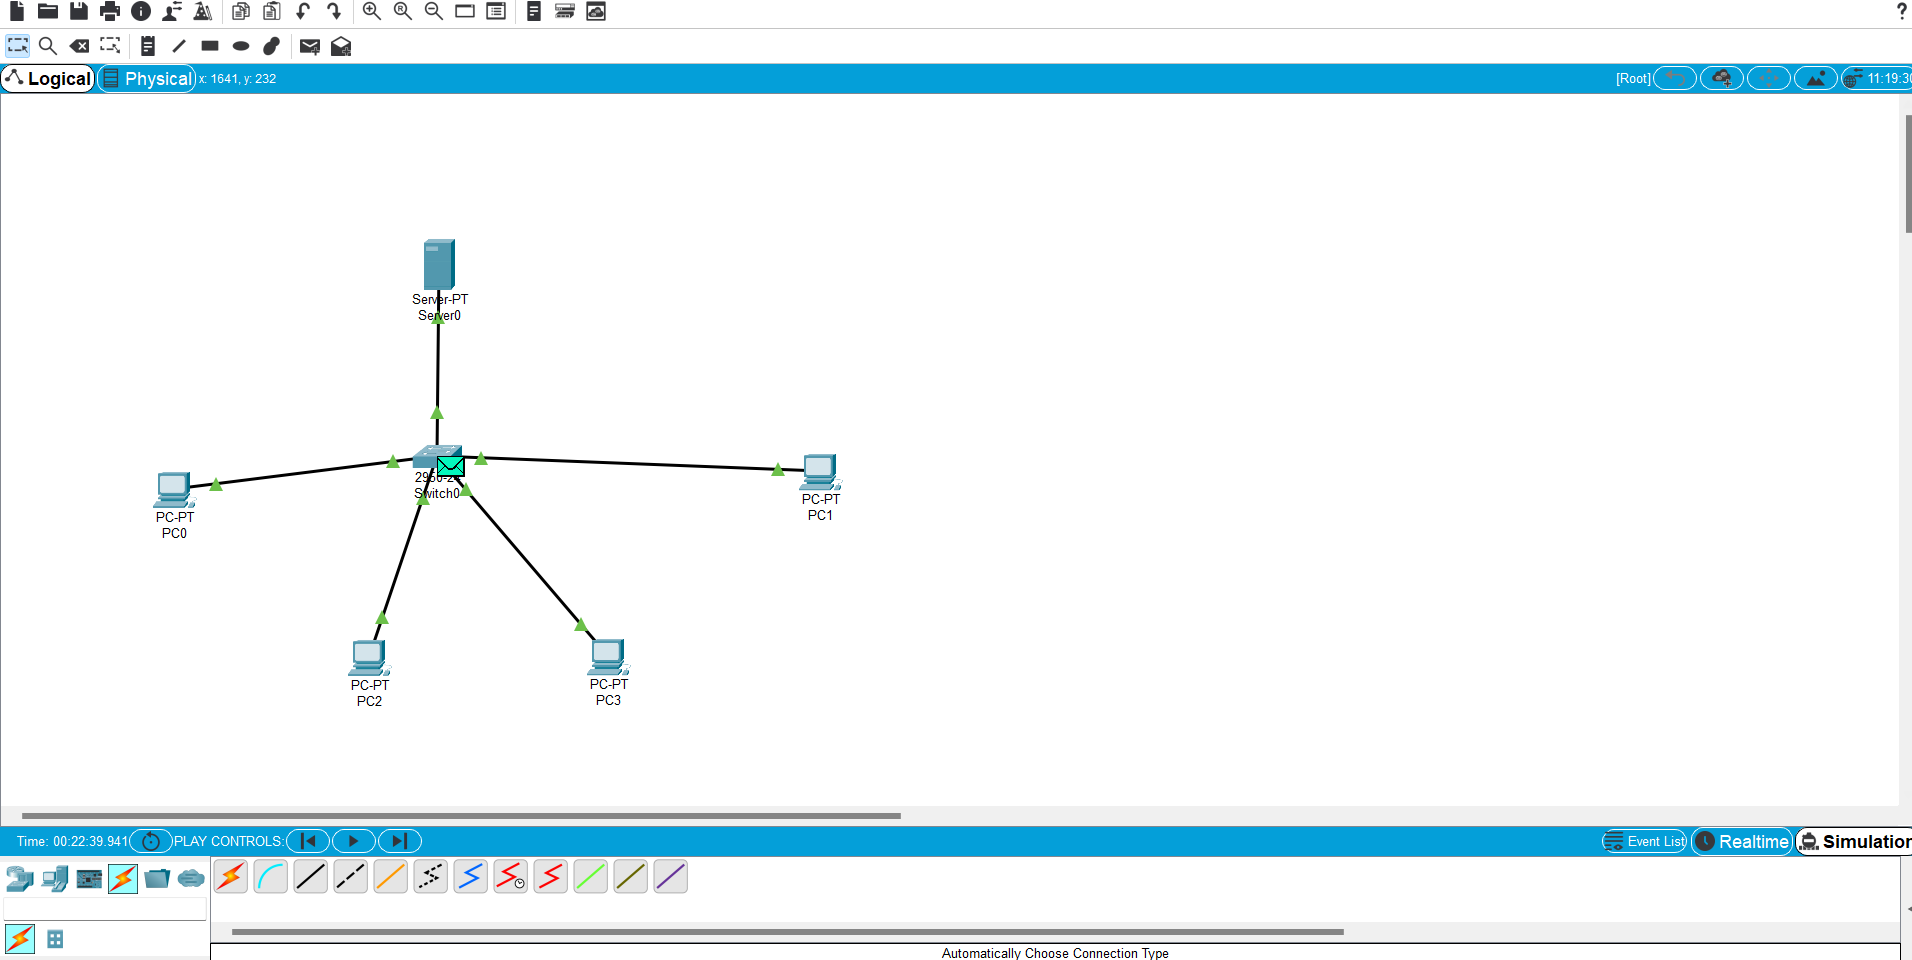 ?
Logical
Physical
x: 1641, y: 232
[Root]
11:19:30
Server-PT
Server0
Switch0
PC-PT
PC0
PC-PT
PC1
PC-PT
PC2
PC-PT
PC3
Time: 00:22:39.941
PLAY CONTROLS:
Event List
Realtime
Simulation
Automatically Choose Connection Type